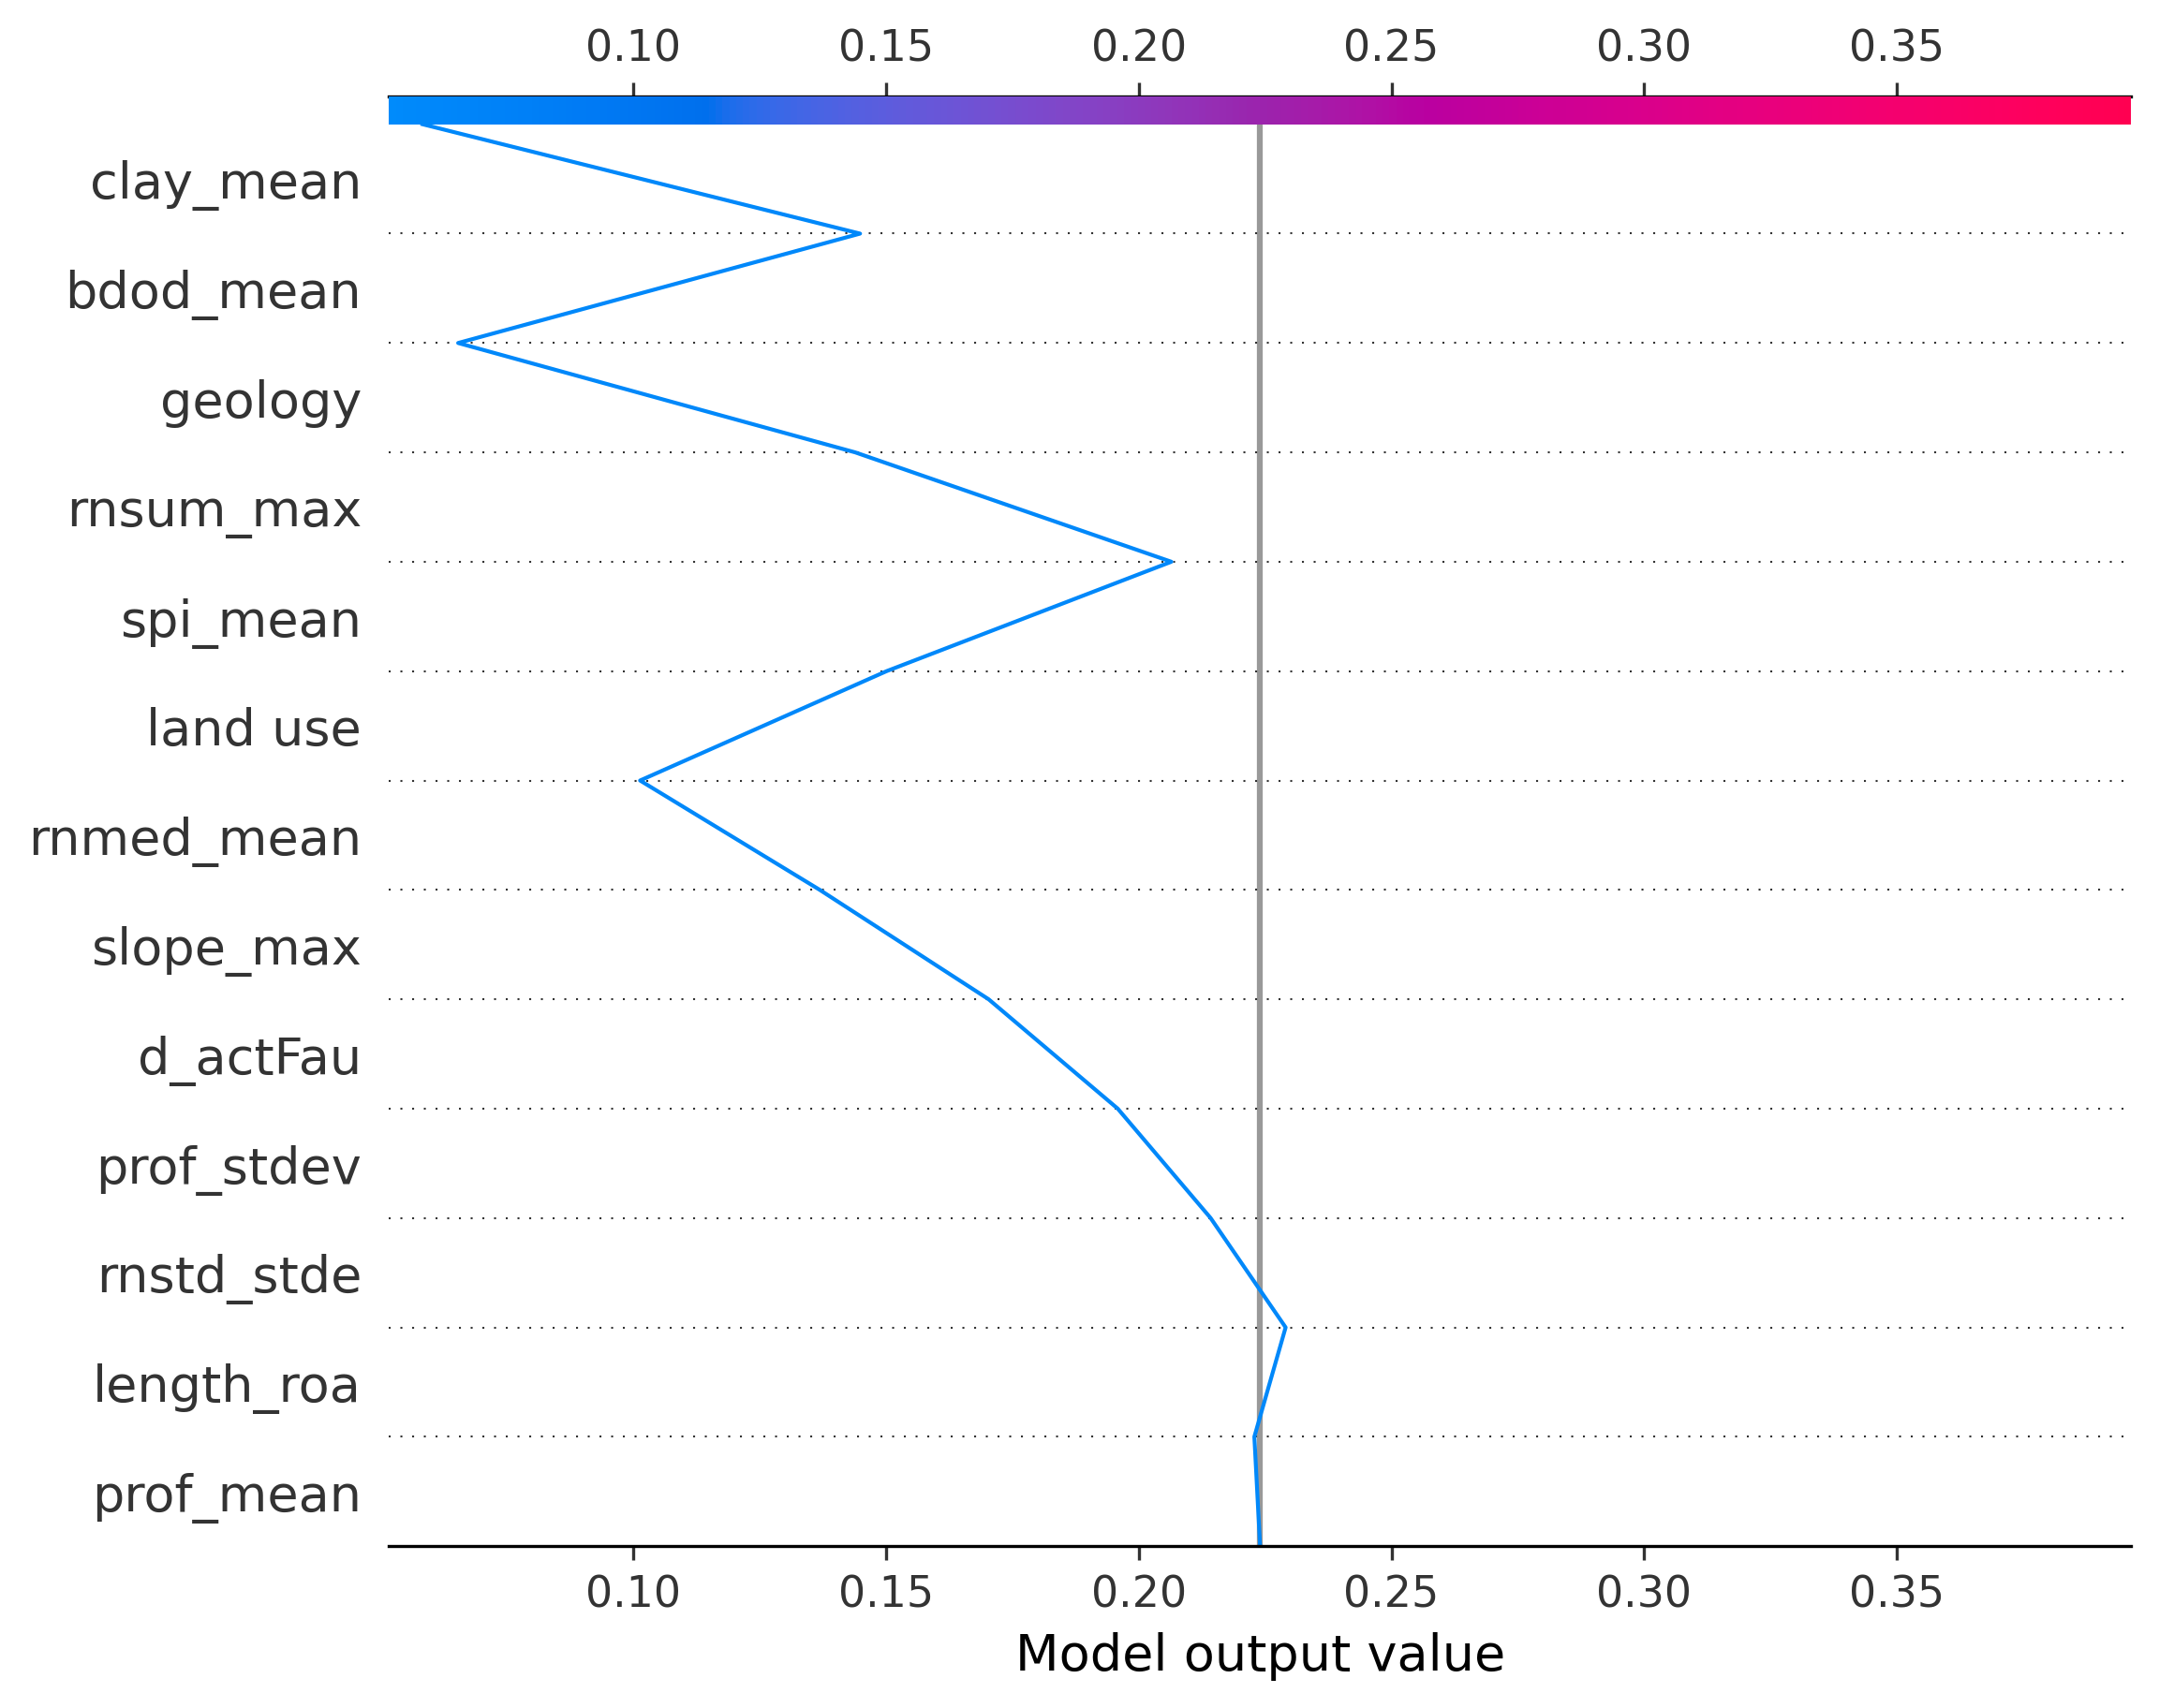 0.10 0.15 0.20 0.25 0.30 0.35
clay_mean
bdod_mean
geology
rnsum_max
spi_mean
land use
rnmed_mean
slope_max
d_actFau
prof_stdev
rnstd_stde
length_roa
prof_mean
0.10 0.15 0.20 0.25 0.30 0.35
Model output value